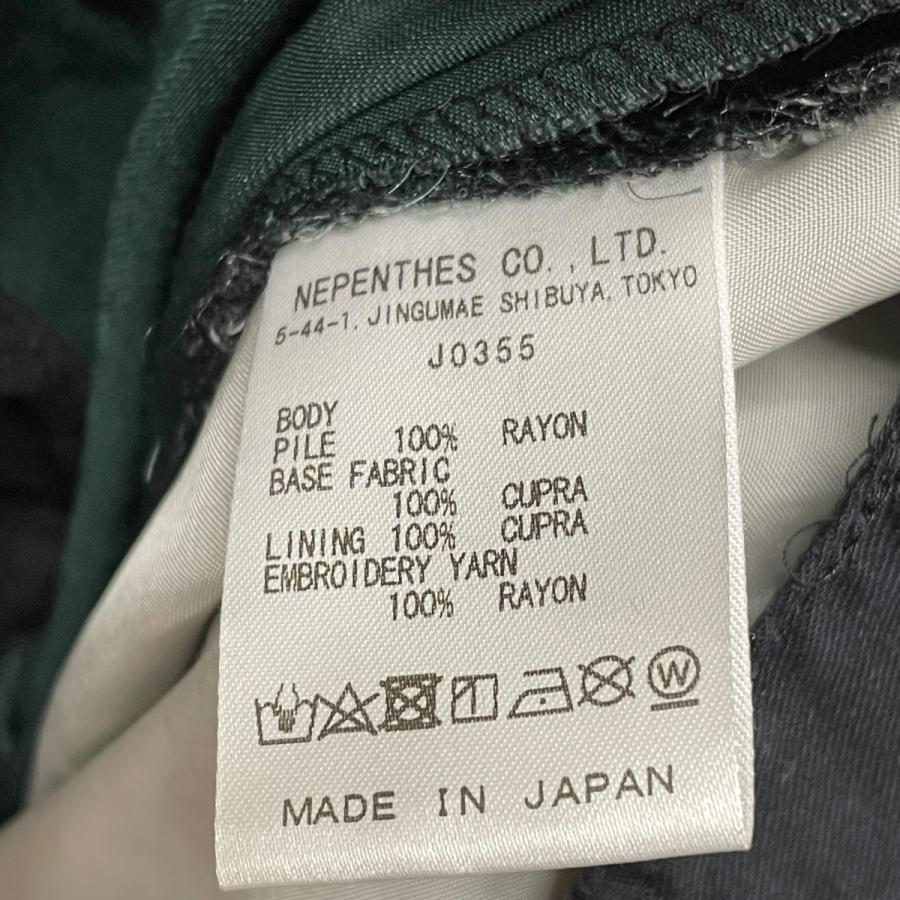 NEPENTHES CO., LTD.
5-44-1, JINGUMAE SHIBUYA, TOKYO
J0355
BODY
PILE 100% RAYON
BASE FABRIC
100% CUPRA
LINING 100% CUPRA
EMBROIDERY YARN
100% RAYON
W
MADE IN JAPAN